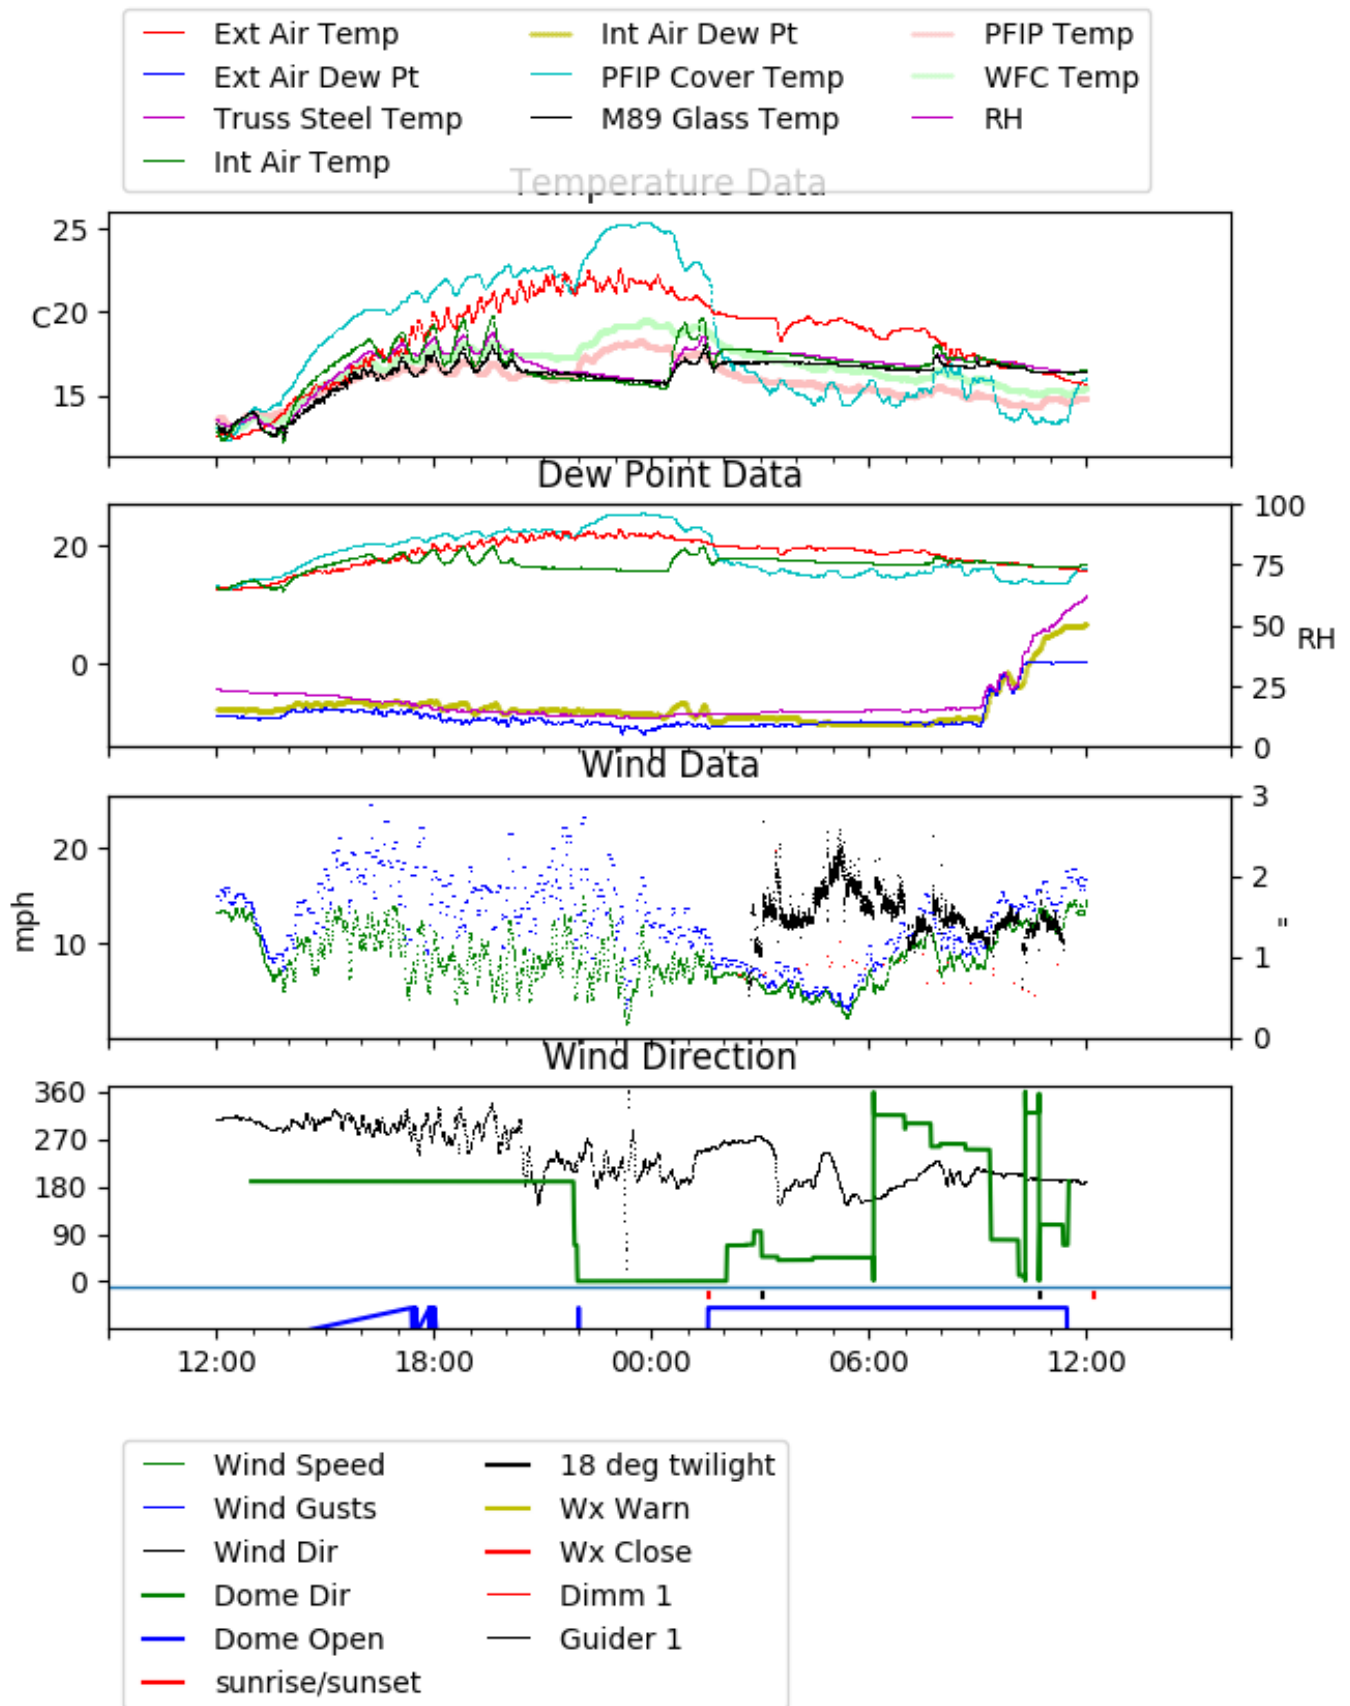 Ext Air Temp
Ext Air Dew Pt
Truss Steel Temp
Int Air Temp
Int Air Dew Pt
PFIP Cover Temp
M89 Glass Temp
PFIP Temp
WFC Temp
RH
Temperature Data
25
20
15
C
Dew Point Data
20
0
100
75
50
25
0
RH
Wind Data
20
10
mph
3
2
1
0
"
Wind Direction
360
270
180
90
0
12:00 18:00 00:00 06:00 12:00
Wind Speed
Wind Gusts
Wind Dir
Dome Dir
Dome Open
sunrise/sunset
18 deg twilight
Wx Warn
Wx Close
Dimm 1
Guider 1